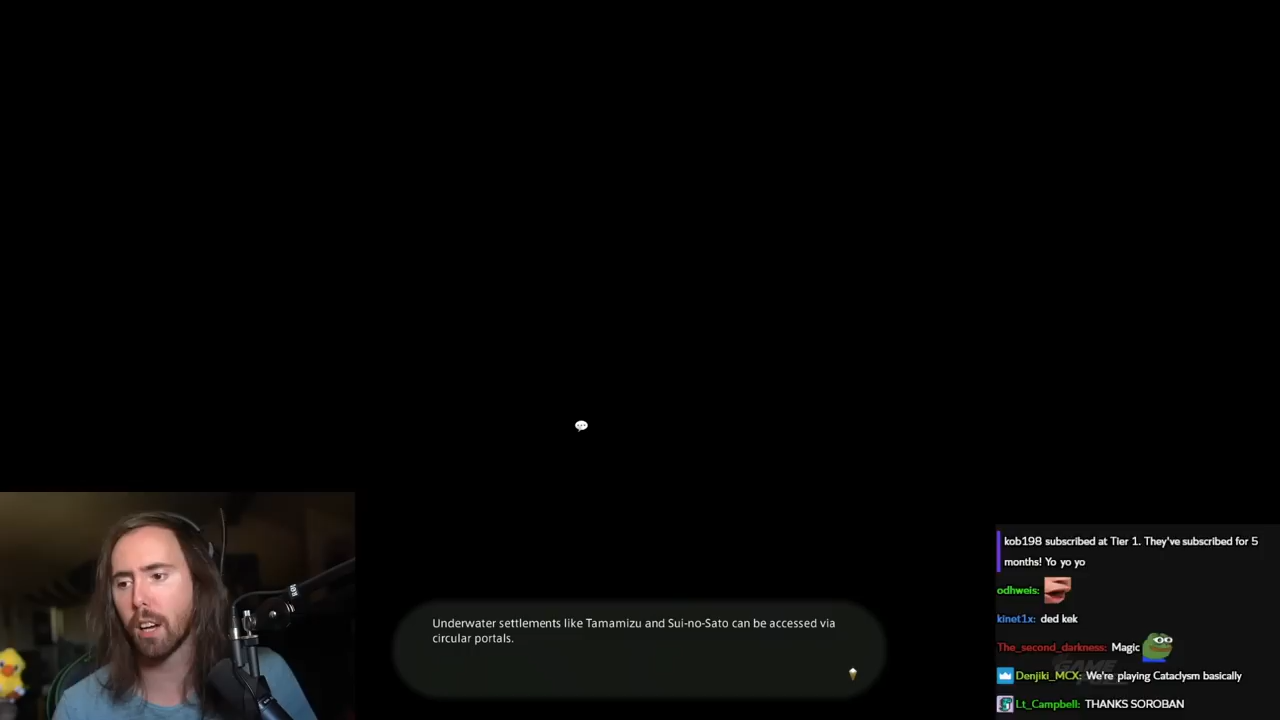 Underwater settlements like Tamamizu and Sui-no-Sato can be accessed via
circular portals.
kob198 subscribed at Tier 1. They've subscribed for 5
months! Yo yo yo
odhweis:
kinet1x: ded kek
The_second_darkness: Magic
GAME
Denjiki_MCX: We're playing Cataclysm basically
Lt_Campbell: THANKS SOROBAN